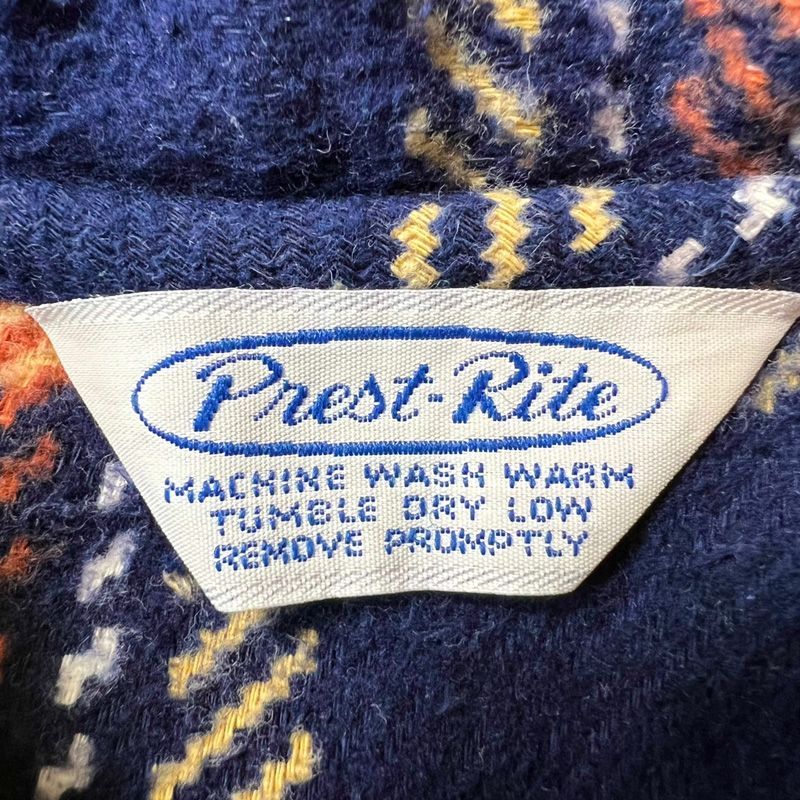 Prest-Rite
MACHINE WASH WARM
TUMBLE DRY LOW
REMOVE PROMPTLY